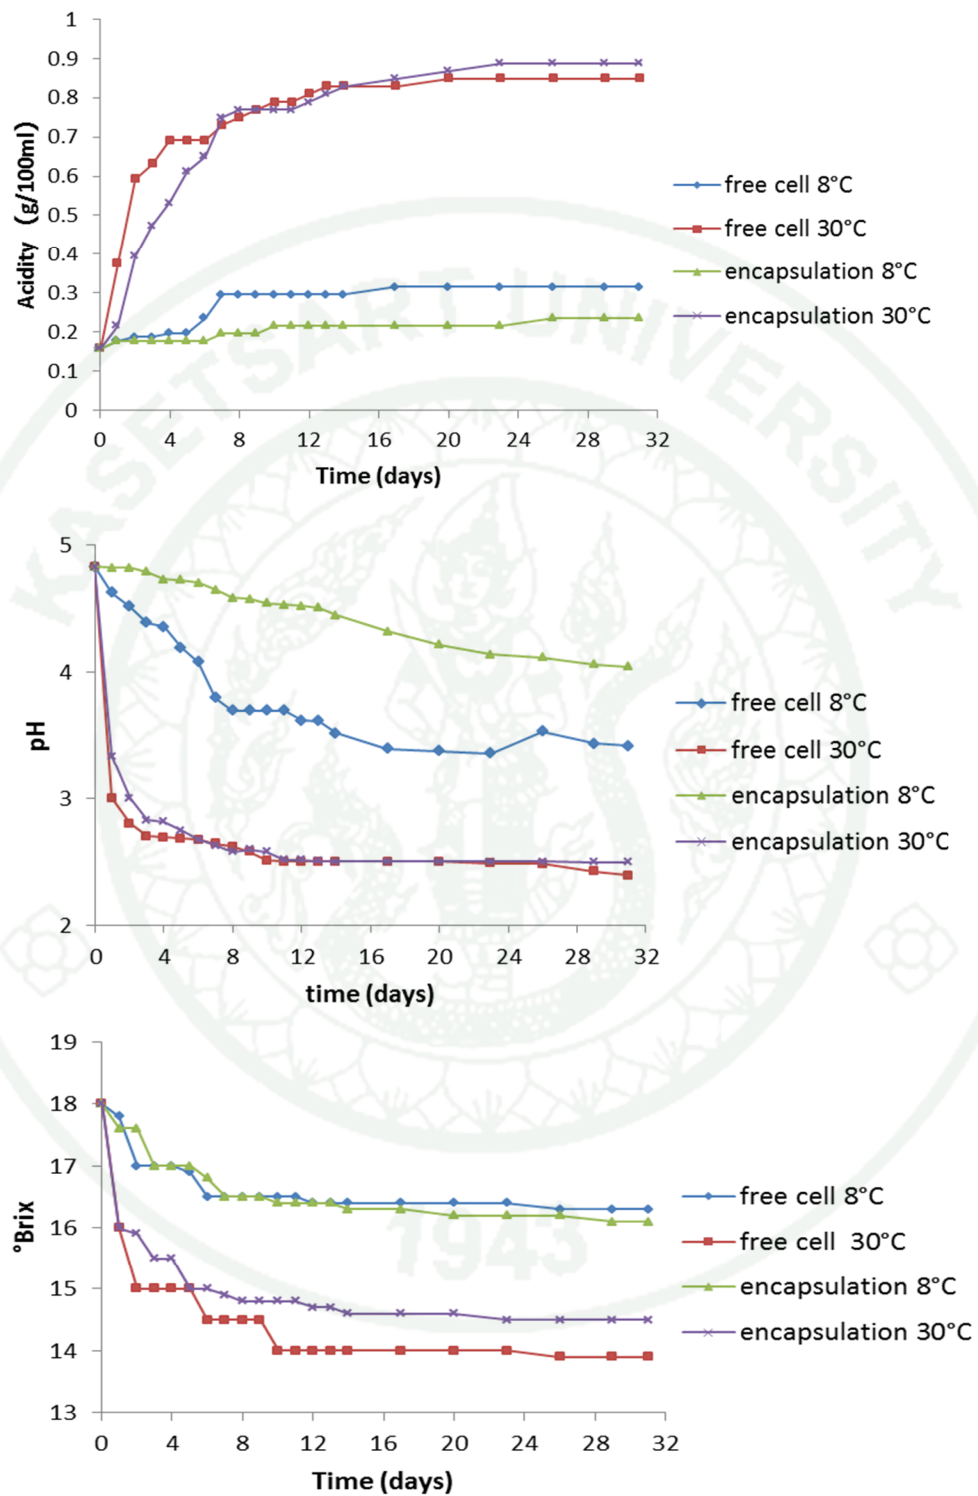 1
0.9
0.8
0.7
0.6
0.5
0.4
0.3
0.2
0.1
0
Acidity (g/100ml)
0 4 8 12 16 20 24 28 32
Time (days)
free cell 8°C
free cell 30°C
encapsulation 8°C
encapsulation 30°C
KASETSART UNIVERSITY
5
4
3
2
pH
0 4 8 12 16 20 24 28 32
time (days)
free cell 8°C
free cell 30°C
encapsulation 8°C
encapsulation 30°C
19
18
17
16
15
14
13
°Brix
0 4 8 12 16 20 24 28 32
Time (days)
free cell 8°C
free cell 30°C
encapsulation 8°C
encapsulation 30°C
1943